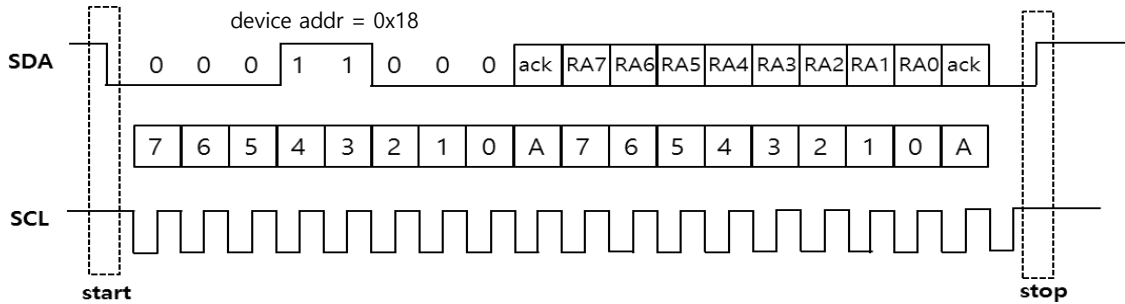 device addr = 0x18
SDA 0 0 0 1 1 0 0 0 ack RA7 RA6 RA5 RA4 RA3 RA2 RA1 RA0 ack
7 6 5 4 3 2 1 0 A 7 6 5 4 3 2 1 0 A
SCL
start stop